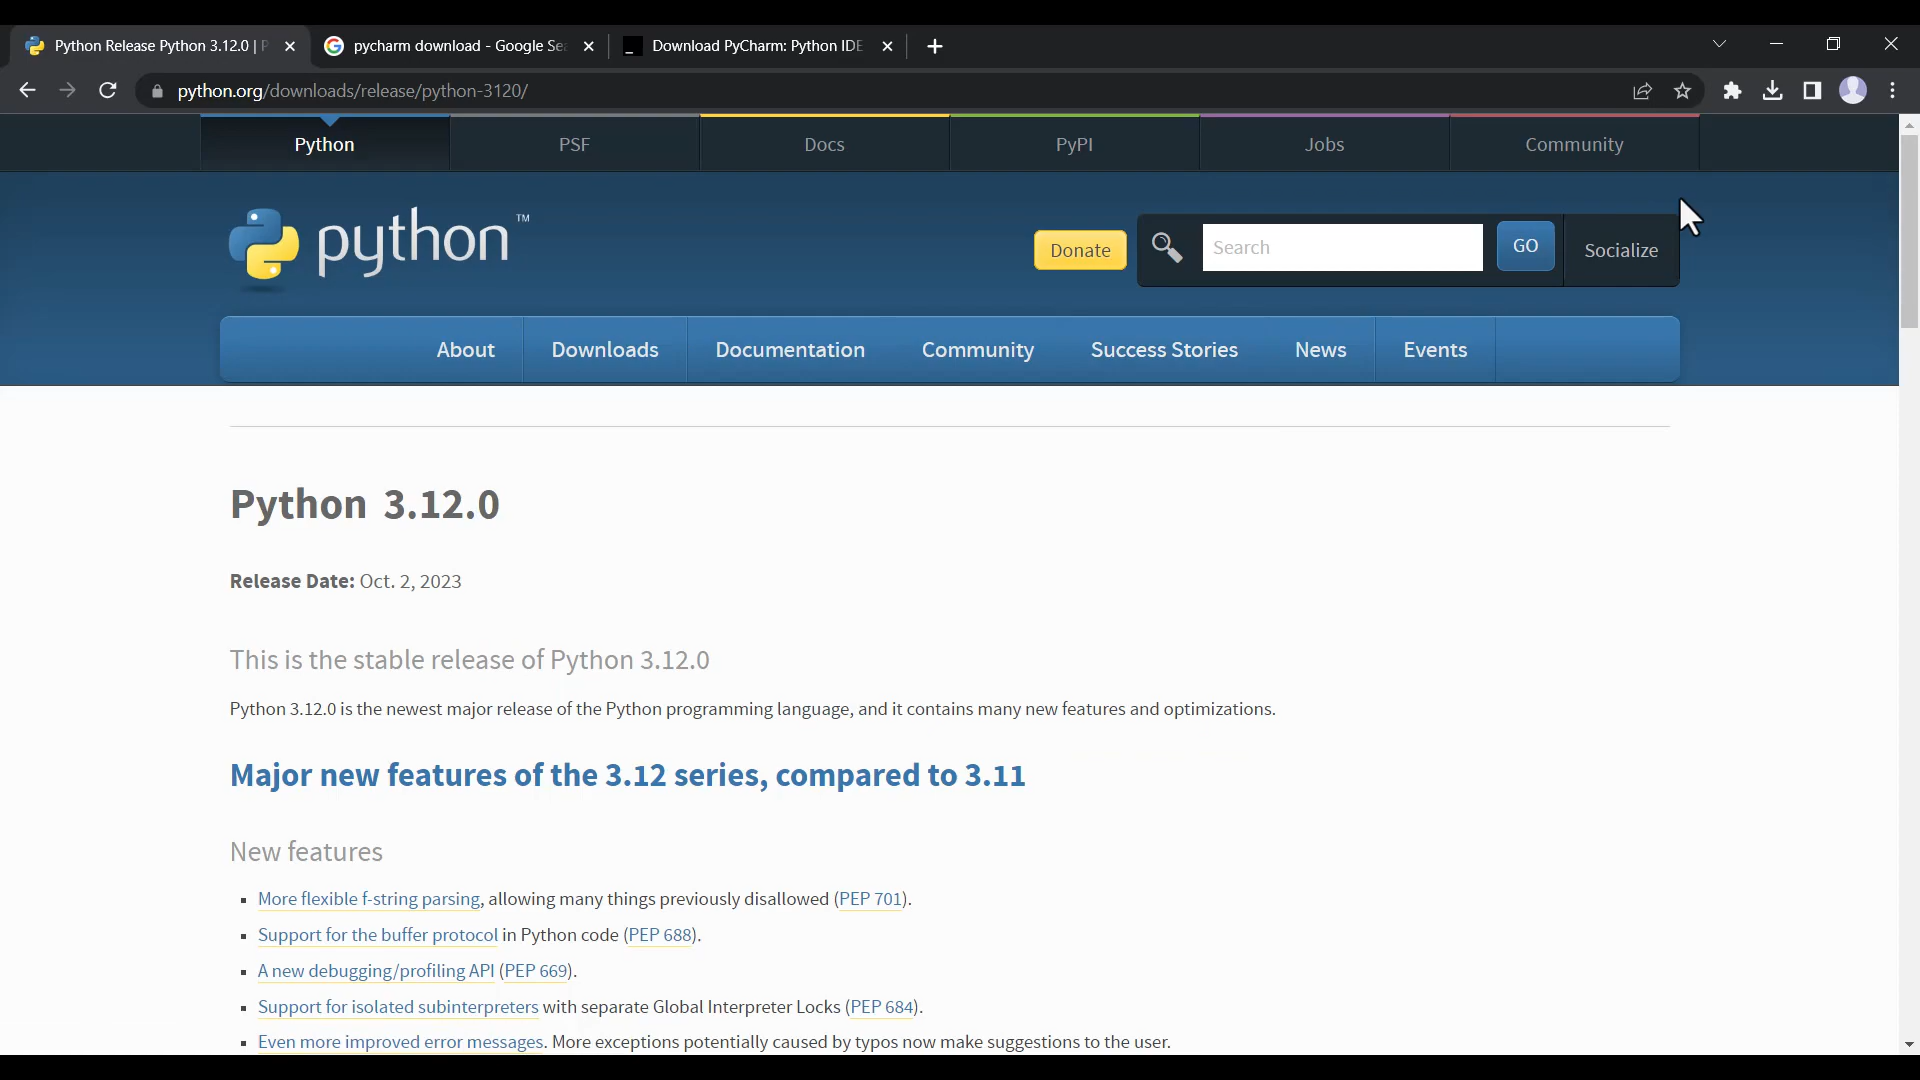 Python Release Python 3.12.0 | P
pycharm download - Google Sea
Download PyCharm: Python IDE
python.org/downloads/release/python-3120/
Python
PSF
Docs
PyPI
Jobs
Community
python™
Donate
Search
GO
Socialize
About
Downloads
Documentation
Community
Success Stories
News
Events
Python 3.12.0
Release Date: Oct. 2, 2023
This is the stable release of Python 3.12.0
Python 3.12.0 is the newest major release of the Python programming language, and it contains many new features and optimizations.
Major new features of the 3.12 series, compared to 3.11
New features
More flexible f-string parsing, allowing many things previously disallowed (PEP 701).
Support for the buffer protocol in Python code (PEP 688).
A new debugging/profiling API (PEP 669).
Support for isolated subinterpreters with separate Global Interpreter Locks (PEP 684).
Even more improved error messages. More exceptions potentially caused by typos now make suggestions to the user.